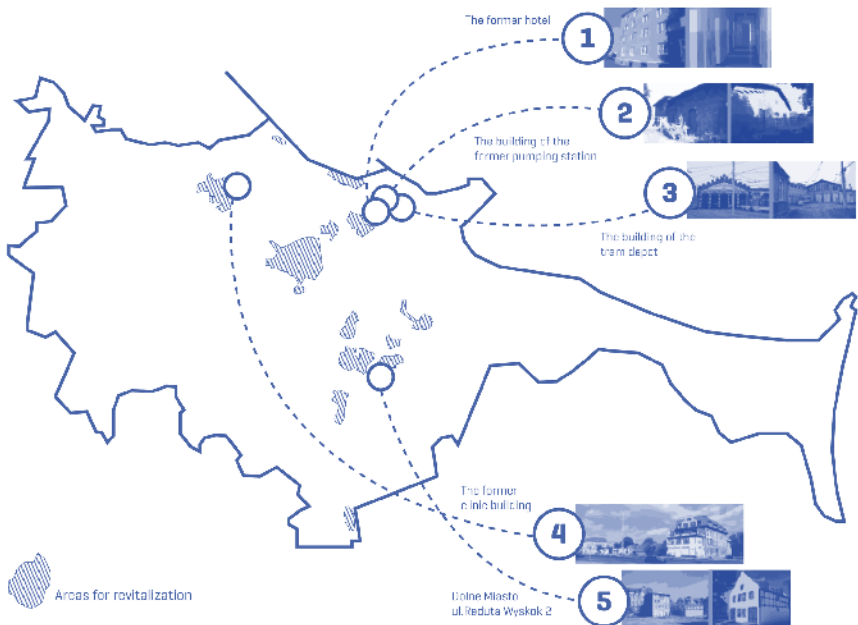 The former hotel
1
2
The building of the
former pumping station
3
The building of the
tram depot
The former
clinic building
4
Dolne Miasto
ul. Reduta Wyskok 2
5
Areas for revitalization